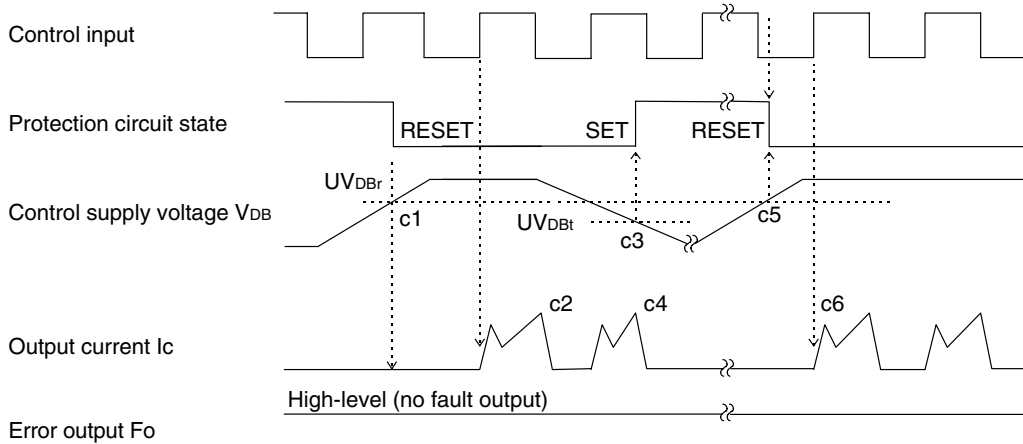 Control input
Protection circuit state
RESET
SET
RESET
UVDBr
Control supply voltage VDB
c1
UVDBt
c3
c5
c2
c4
c6
Output current Ic
High-level (no fault output)
Error output Fo